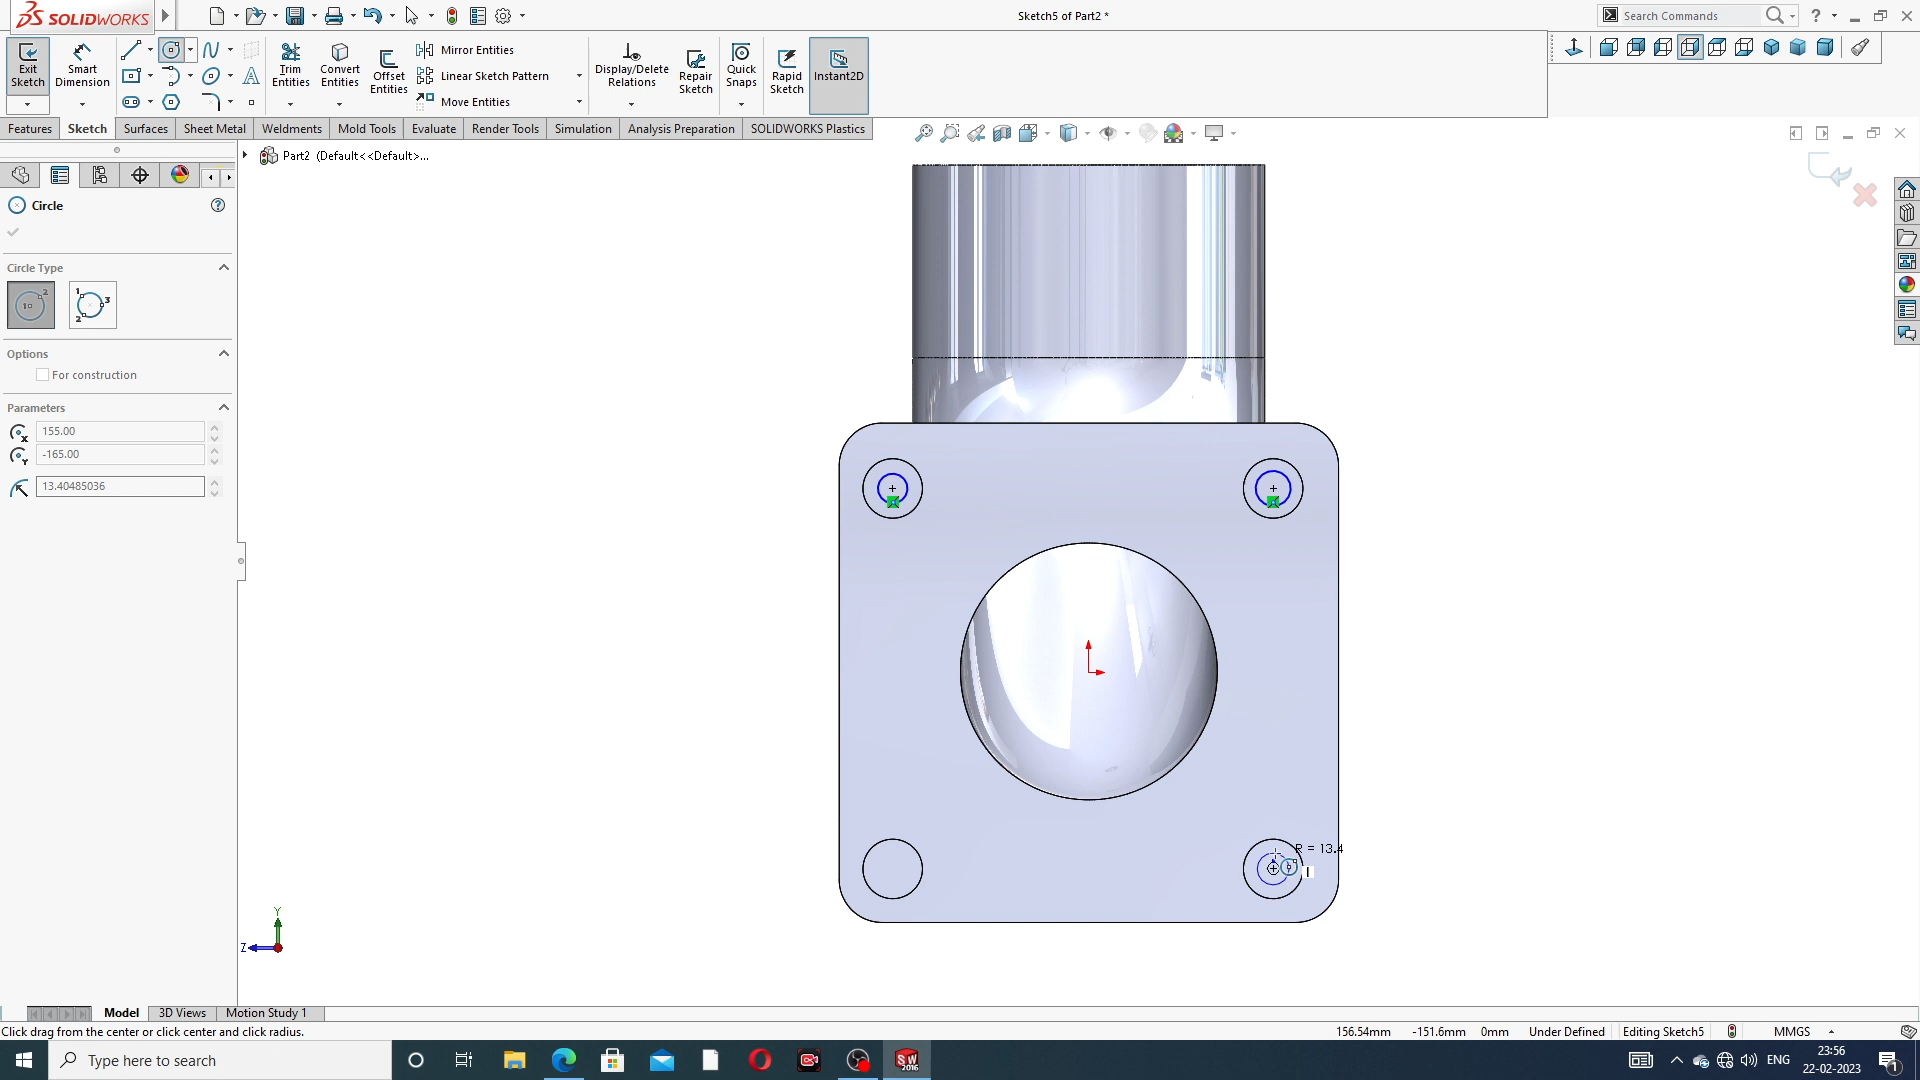 SOLIDWORKS
Sketch5 of Part2 *
Search Commands
Exit Sketch
Smart Dimension
Trim Entities
Convert Entities
Offset Entities
Mirror Entities
Linear Sketch Pattern
Move Entities
Display/Delete Relations
Repair Sketch
Quick Snaps
Rapid Sketch
Instant2D
Features
Sketch
Surfaces
Sheet Metal
Weldments
Mold Tools
Evaluate
Render Tools
Simulation
Analysis Preparation
SOLIDWORKS Plastics
Part2 (Default<<Default>...
Circle
Circle Type
Options
For construction
Parameters
155.00
-165.00
13.40485036
R = 13.4
Y
Z
Model
3D Views
Motion Study 1
Click drag from the center or click center and click radius.
156.54mm
-151.6mm
0mm
Under Defined
Editing Sketch5
MMGS
Type here to search
SW 2016
ENG
23:56
22-02-2023
1